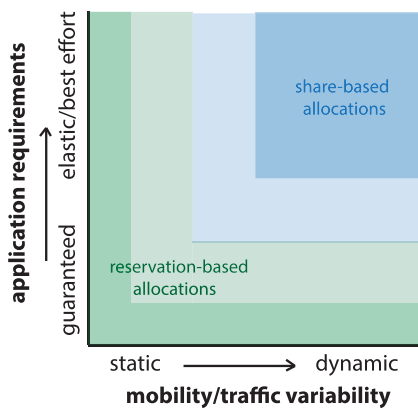 application requirements
elastic/best effort
guaranteed
share-based
allocations
reservation-based
allocations
static
dynamic
mobility/traffic variability